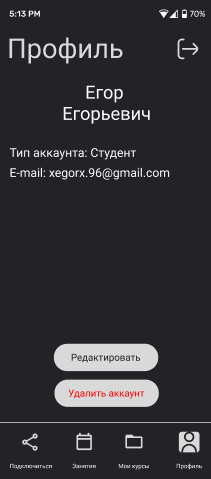 5:13 PM
70%
Профиль
Егор
Егорьевич
Тип аккаунта: Студент
E-mail: xegorx.96@gmail.com
Редактировать
Удалить аккаунт
Подключиться
Занятия
Мои курсы
Профиль